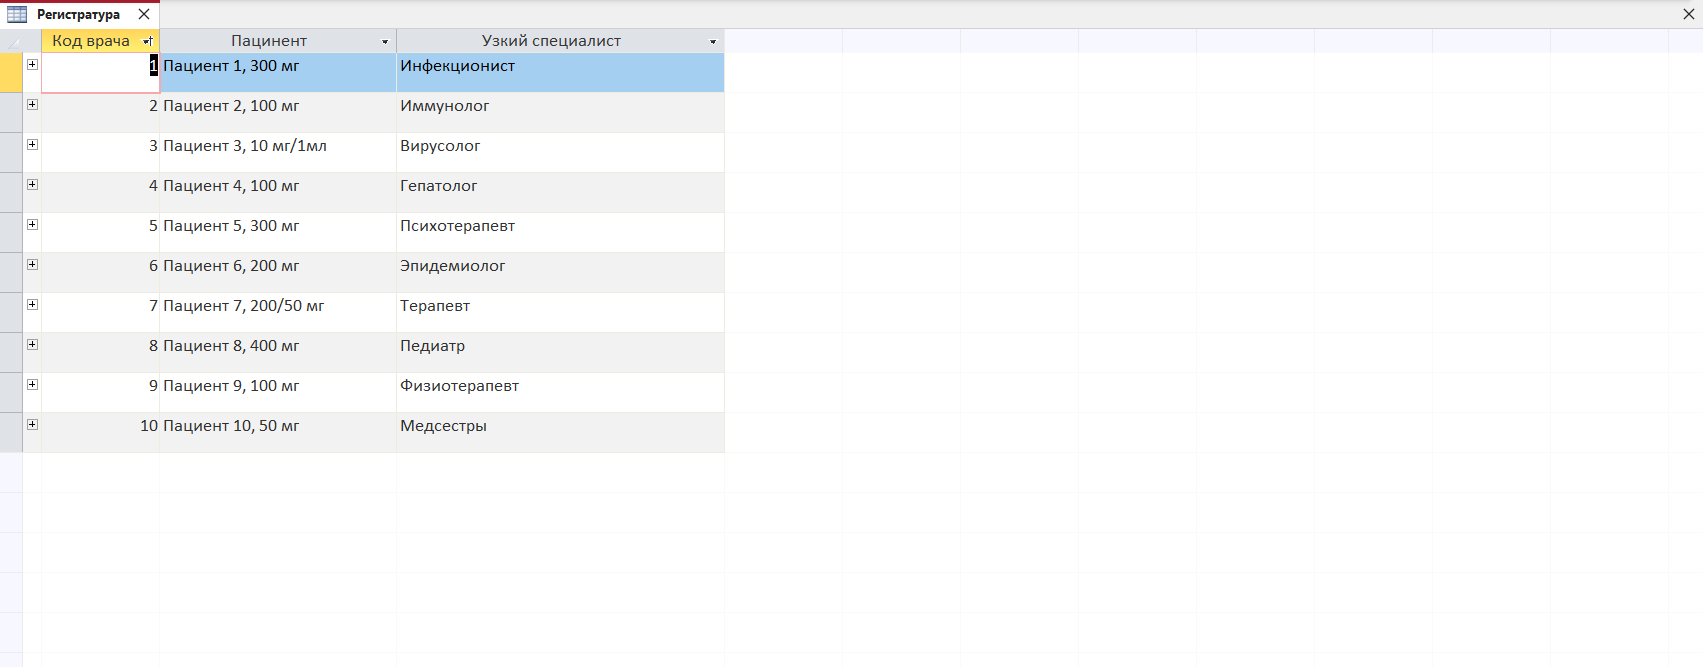 Регистратура
Код врача Пацинент Узкий специалист
1 Пациент 1, 300 мг Инфекционист
2 Пациент 2, 100 мг Иммунолог
3 Пациент 3, 10 мг/1мл Вирусолог
4 Пациент 4, 100 мг Гепатолог
5 Пациент 5, 300 мг Психотерапевт
6 Пациент 6, 200 мг Эпидемиолог
7 Пациент 7, 200/50 мг Терапевт
8 Пациент 8, 400 мг Педиатр
9 Пациент 9, 100 мг Физиотерапевт
10 Пациент 10, 50 мг Медсестры